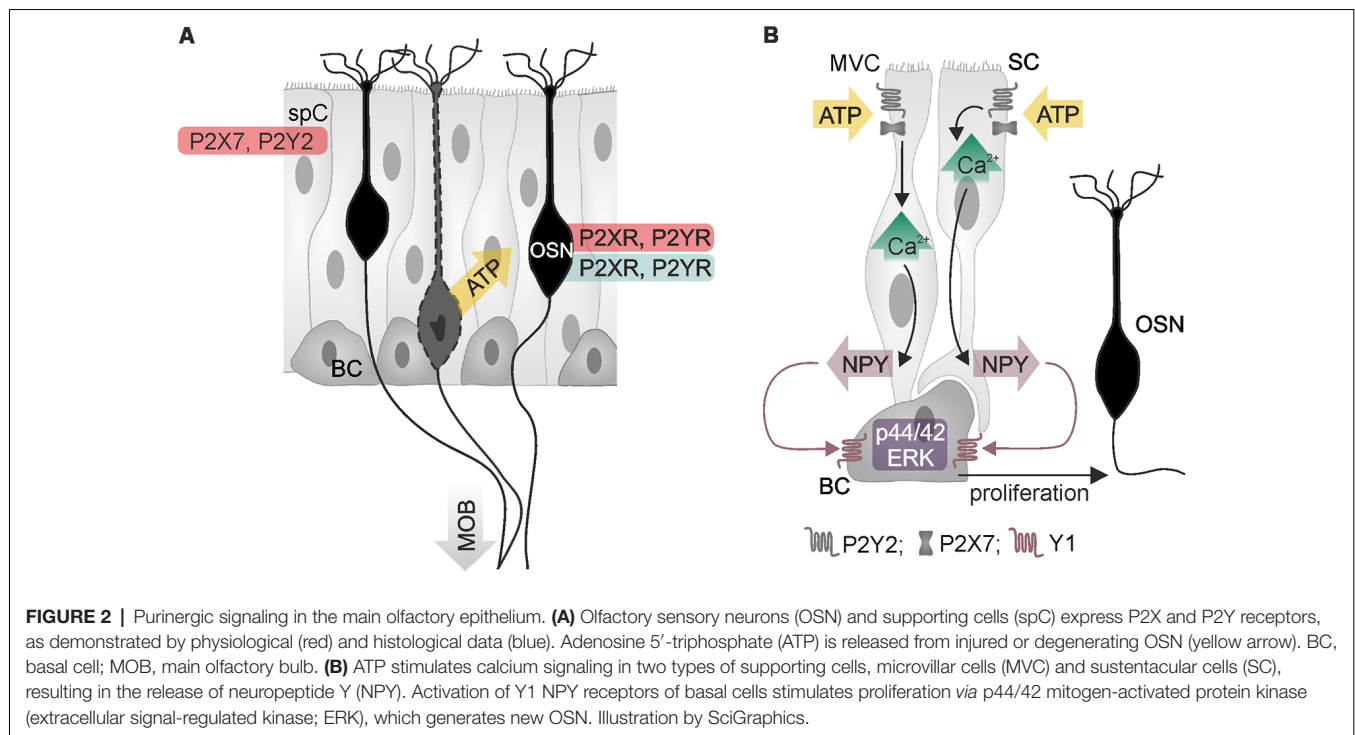 A
spC
P2X7, P2Y2
OSN
P2XR, P2YR
P2XR, P2YR
ATP
BC
MOB
B
MVC
SC
ATP
ATP
Ca²⁺
Ca²⁺
OSN
NPY
NPY
p44/42
ERK
BC
proliferation
P2Y2; P2X7; Y1
FIGURE 2 | Purinergic signaling in the main olfactory epithelium. (A) Olfactory sensory neurons (OSN) and supporting cells (spC) express P2X and P2Y receptors,
as demonstrated by physiological (red) and histological data (blue). Adenosine 5′-triphosphate (ATP) is released from injured or degenerating OSN (yellow arrow). BC,
basal cell; MOB, main olfactory bulb. (B) ATP stimulates calcium signaling in two types of supporting cells, microvillar cells (MVC) and sustentacular cells (SC),
resulting in the release of neuropeptide Y (NPY). Activation of Y1 NPY receptors of basal cells stimulates proliferation via p44/42 mitogen-activated protein kinase
(extracellular signal-regulated kinase; ERK), which generates new OSN. Illustration by SciGraphics.